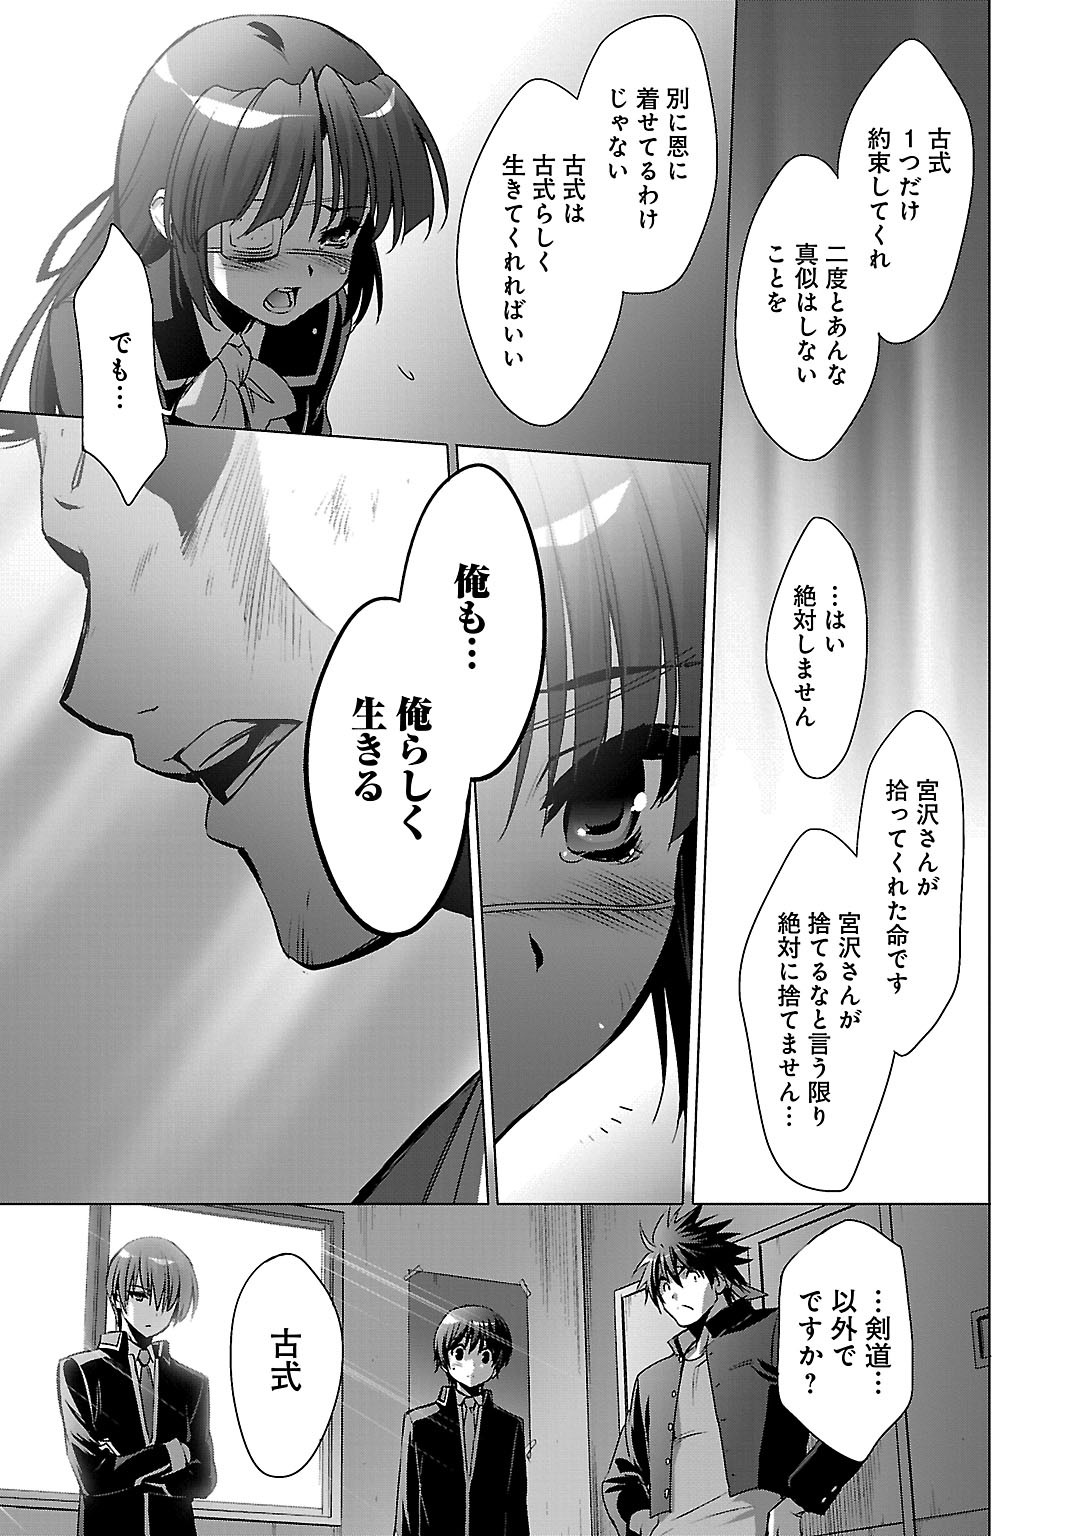 古式
1つだけ
約束してくれ
二度とあんな
真似はしない
ことを
…はい
絶対しません
宮沢さんが
拾ってくれた命です
宮沢さんが
捨てるなと言う限り
絶対に捨てません…
別に恩に
着せてるわけ
じゃない
古式は
古式らしく
生きてくれればいい
でも…
俺も…
俺らしく
生きる
…剣道…
以外で
ですか？
古式